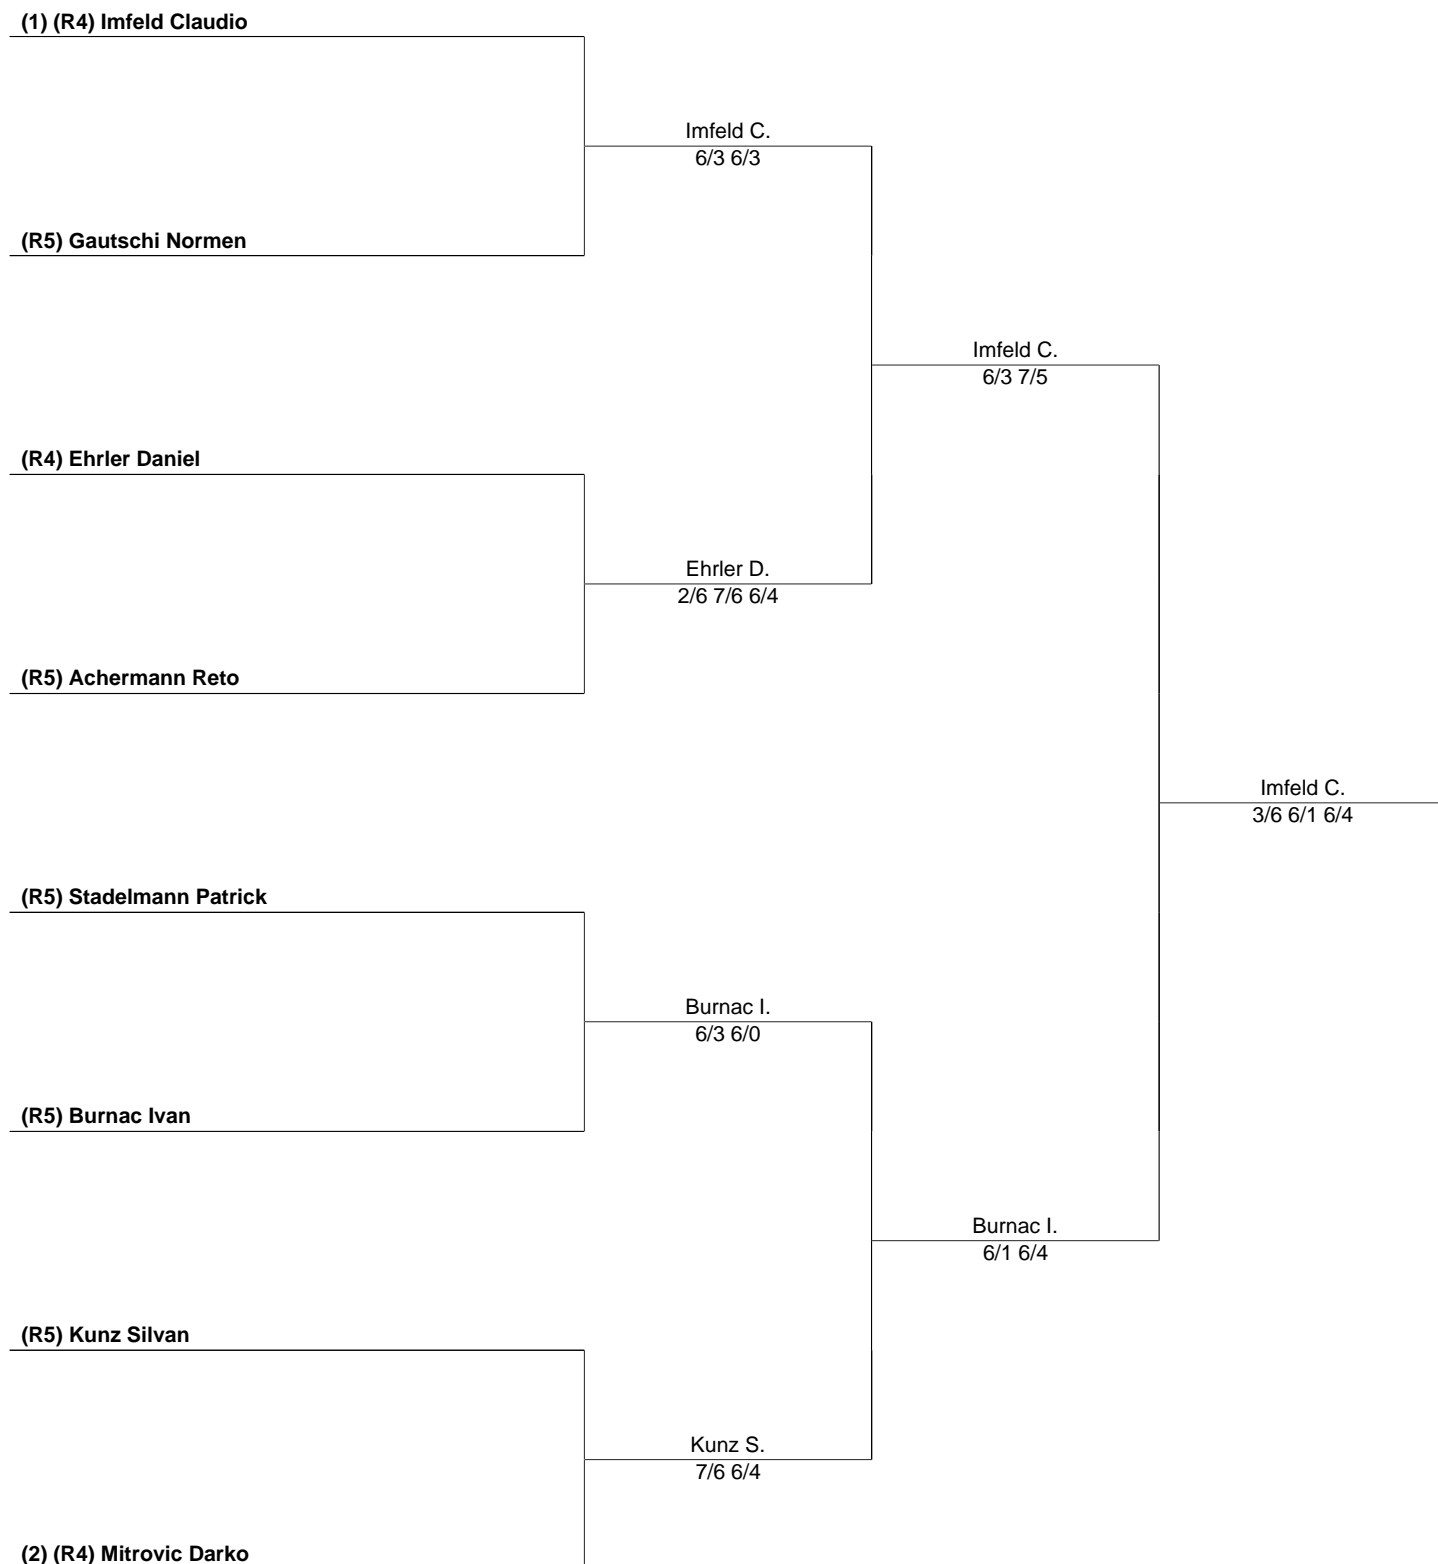 (1) (R4) Imfeld Claudio
Imfeld C.
6/3 6/3
(R5) Gautschi Normen
Imfeld C.
6/3 7/5
(R4) Ehrler Daniel
Ehrler D.
2/6 7/6 6/4
(R5) Achermann Reto
Imfeld C.
3/6 6/1 6/4
(R5) Stadelmann Patrick
Burnac I.
6/3 6/0
(R5) Burnac Ivan
Burnac I.
6/1 6/4
(R5) Kunz Silvan
Kunz S.
7/6 6/4
(2) (R4) Mitrovic Darko